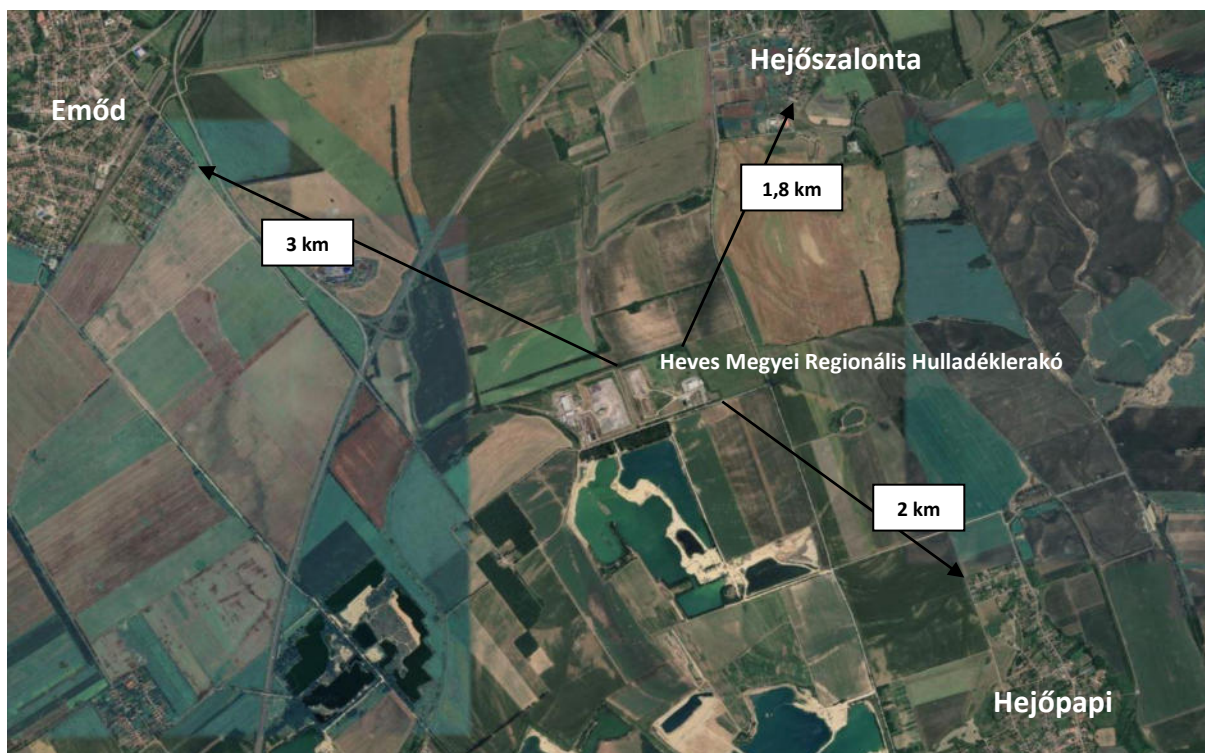 Hejőszalonta
Emőd
1,8 km
3 km
Heves Megyei Regionális Hulladéklerakó
2 km
Hejőpapi